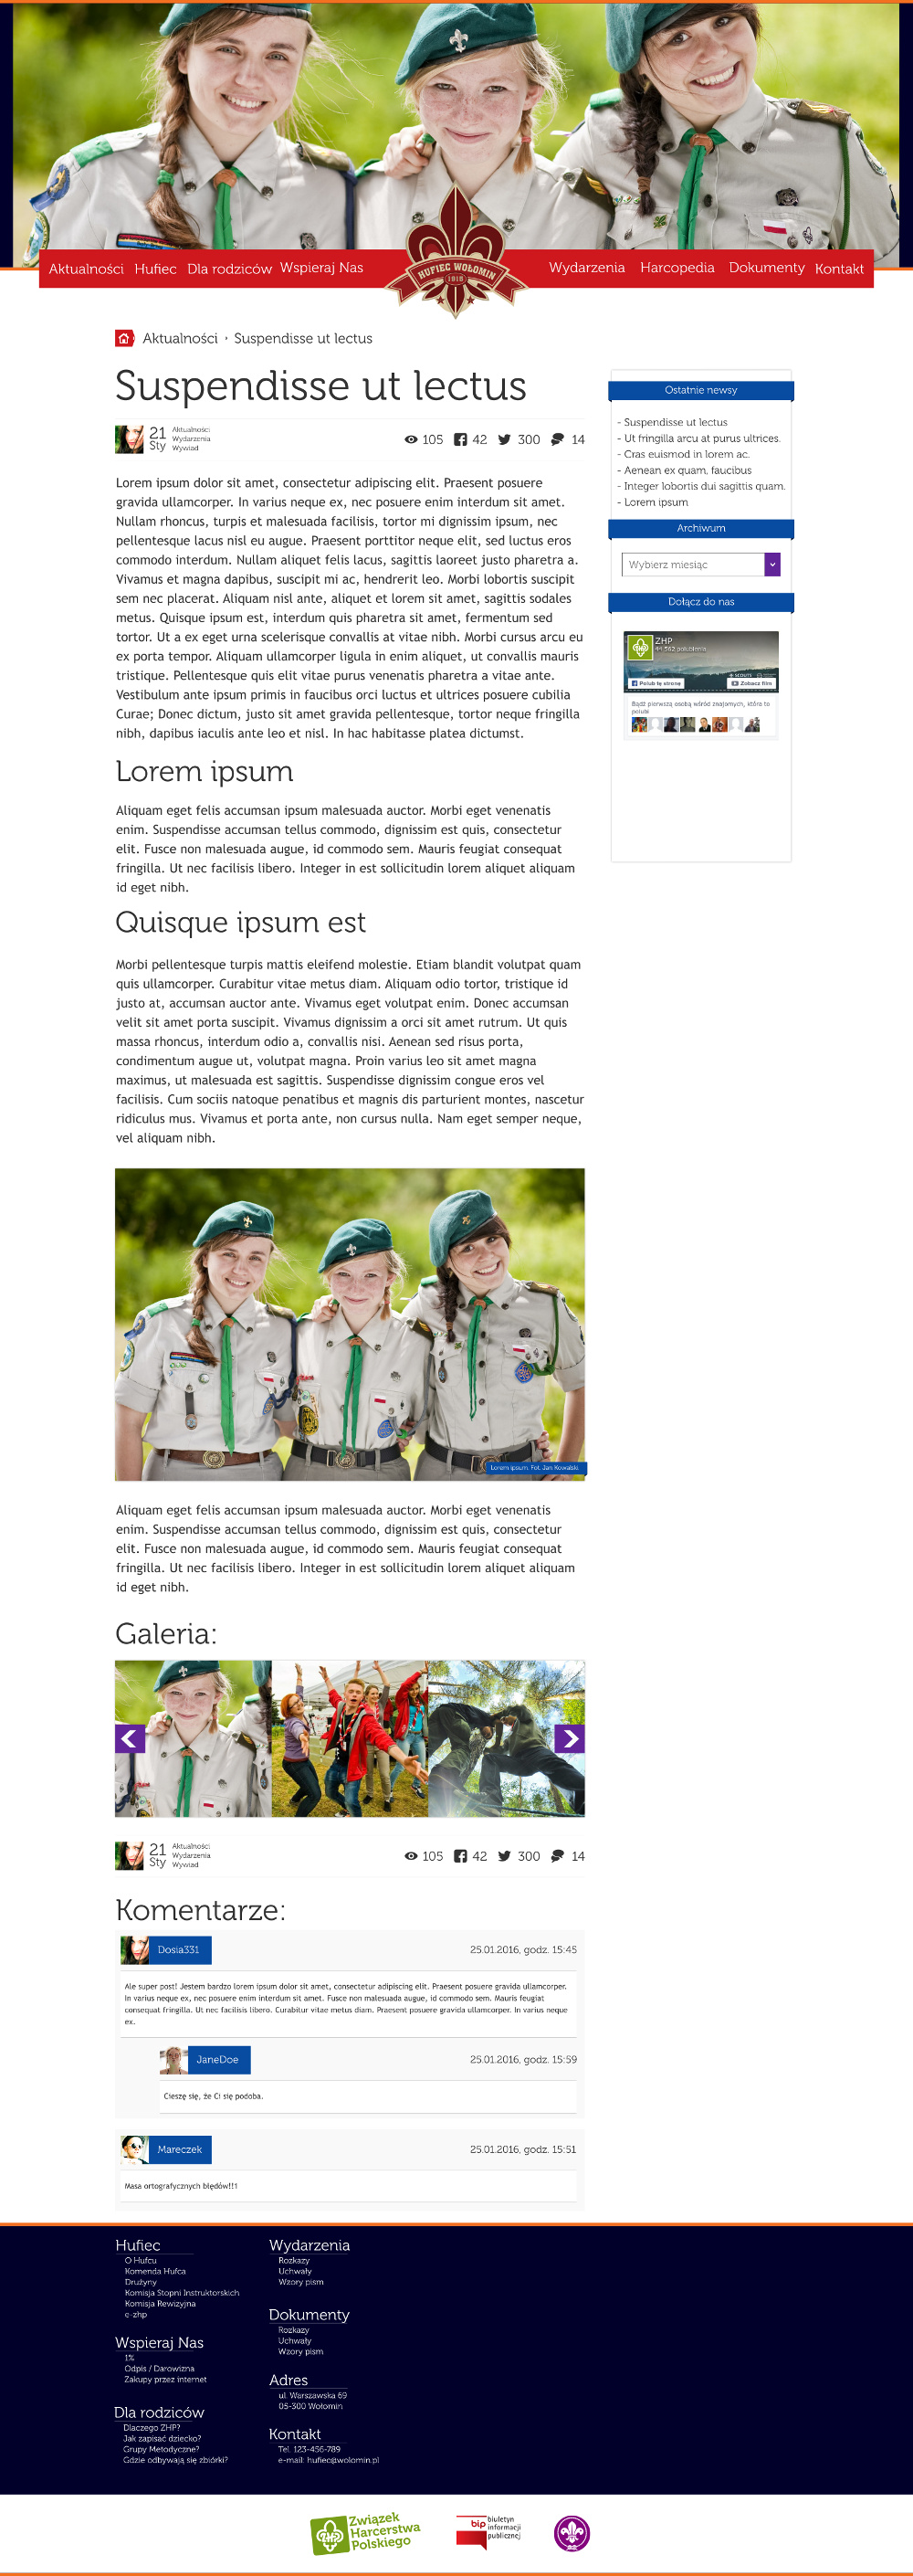 Aktualności Hufiec Dla rodziców Wspieraj Nas
HUFIEC WOŁOMIN
1918
Wydarzenia Harcopedia Dokumenty Kontakt
Aktualności › Suspendisse ut lectus
Suspendisse ut lectus
21
Sty
Aktualności
Wydarzenia
Wywiad
105 42 300 14
Lorem ipsum dolor sit amet, consectetur adipiscing elit. Praesent posuere
gravida ullamcorper. In varius neque ex, nec posuere enim interdum sit amet.
Nullam rhoncus, turpis et malesuada facilisis, tortor mi dignissim ipsum, nec
pellentesque lacus nisl eu augue. Praesent porttitor neque elit, sed luctus eros
commodo interdum. Nullam aliquet felis lacus, sagittis laoreet justo pharetra a.
Vivamus et magna dapibus, suscipit mi ac, hendrerit leo. Morbi lobortis suscipit
sem nec placerat. Aliquam nisl ante, aliquet et lorem sit amet, sagittis sodales
metus. Quisque ipsum est, interdum quis pharetra sit amet, fermentum sed
tortor. Ut a ex eget urna scelerisque convallis at vitae nibh. Morbi cursus arcu eu
ex porta tempor. Aliquam ullamcorper ligula in enim aliquet, ut convallis mauris
tristique. Pellentesque quis elit vitae purus venenatis pharetra a vitae ante.
Vestibulum ante ipsum primis in faucibus orci luctus et ultrices posuere cubilia
Curae; Donec dictum, justo sit amet gravida pellentesque, tortor neque fringilla
nibh, dapibus iaculis ante leo et nisl. In hac habitasse platea dictumst.
Lorem ipsum
Aliquam eget felis accumsan ipsum malesuada auctor. Morbi eget venenatis
enim. Suspendisse accumsan tellus commodo, dignissim est quis, consectetur
elit. Fusce non malesuada augue, id commodo sem. Mauris feugiat consequat
fringilla. Ut nec facilisis libero. Integer in est sollicitudin lorem aliquet aliquam
id eget nibh.
Quisque ipsum est
Morbi pellentesque turpis mattis eleifend molestie. Etiam blandit volutpat quam
quis ullamcorper. Curabitur vitae metus diam. Aliquam odio tortor, tristique id
justo at, accumsan auctor ante. Vivamus eget volutpat enim. Donec accumsan
velit sit amet porta suscipit. Vivamus dignissim a orci sit amet rutrum. Ut quis
massa rhoncus, interdum odio a, convallis nisi. Aenean sed risus porta,
condimentum augue ut, volutpat magna. Proin varius leo sit amet magna
maximus, ut malesuada est sagittis. Suspendisse dignissim congue eros vel
facilisis. Cum sociis natoque penatibus et magnis dis parturient montes, nascetur
ridiculus mus. Vivamus et porta ante, non cursus nulla. Nam eget semper neque,
vel aliquam nibh.
Lorem ipsum. Fot. Jan Kowalski
Aliquam eget felis accumsan ipsum malesuada auctor. Morbi eget venenatis
enim. Suspendisse accumsan tellus commodo, dignissim est quis, consectetur
elit. Fusce non malesuada augue, id commodo sem. Mauris feugiat consequat
fringilla. Ut nec facilisis libero. Integer in est sollicitudin lorem aliquet aliquam
id eget nibh.
Galeria:
21
Sty
Aktualności
Wydarzenia
Wywiad
105 42 300 14
Komentarze:
Dosia331 25.01.2016, godz. 15:45
Ale super post! Jestem bardzo lorem ipsum dolor sit amet, consectetur adipiscing elit. Praesent posuere gravida ullamcorper.
In varius neque ex, nec posuere enim interdum sit amet. Fusce non malesuada augue, id commodo sem. Mauris feugiat
consequat fringilla. Ut nec facilisis libero. Curabitur vitae metus diam. Praesent posuere gravida ullamcorper. In varius neque
ex.
JaneDoe 25.01.2016, godz. 15:59
Cieszę się, że Ci się podoba.
Mareczek 25.01.2016, godz. 15:51
Masa ortograficznych błędów!!1
Ostatnie newsy
- Suspendisse ut lectus
- Ut fringilla arcu at purus ultrices.
- Cras euismod in lorem ac.
- Aenean ex quam, faucibus
- Integer lobortis dui sagittis quam.
- Lorem ipsum
Archiwum
Wybierz miesiąc
Dołącz do nas
ZHP
44 582 polubienia
SCOUTS
Polub tę stronę Zobacz film
Bądź pierwszą osobą wśród znajomych, która to
polubi
Hufiec
O Hufcu
Komenda Hufca
Drużyny
Komisja Stopni Instruktorskich
Komisja Rewizyjna
e-zhp
Wspieraj Nas
1%
Odpis / Darowizna
Zakupy przez internet
Dla rodziców
Dlaczego ZHP?
Jak zapisać dziecko?
Grupy Metodyczne?
Gdzie odbywają się zbiórki?
Wydarzenia
Rozkazy
Uchwały
Wzory pism
Dokumenty
Rozkazy
Uchwały
Wzory pism
Adres
ul. Warszawska 69
05-300 Wołomin
Kontakt
Tel. 123-456-789
e-mail: hufiec@wolomin.pl
ZHP
Związek
Harcerstwa
Polskiego
bip
biuletyn
informacji
publicznej